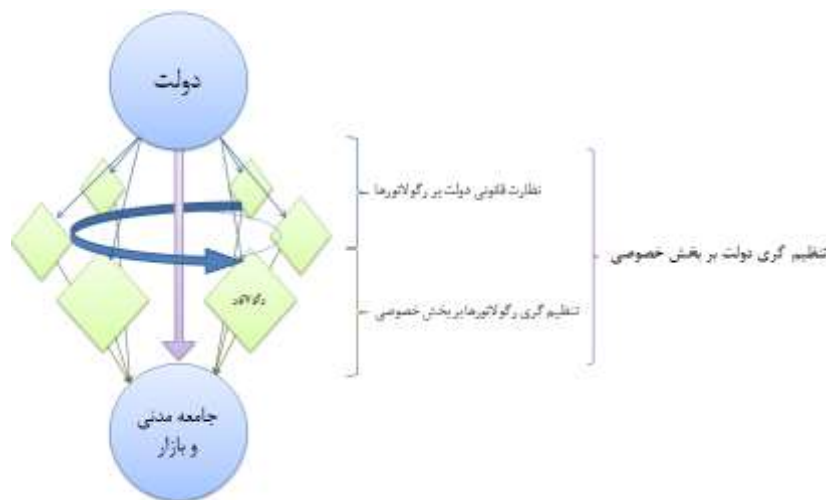 دولت
نظارت قانونی دولت بر رگولاتورها
تنظیم گری دولت بر بخش خصوصی
رگولاتور
تنظیم گری رگولاتورها بر بخش خصوصی
جامعه مدنی
و بازار